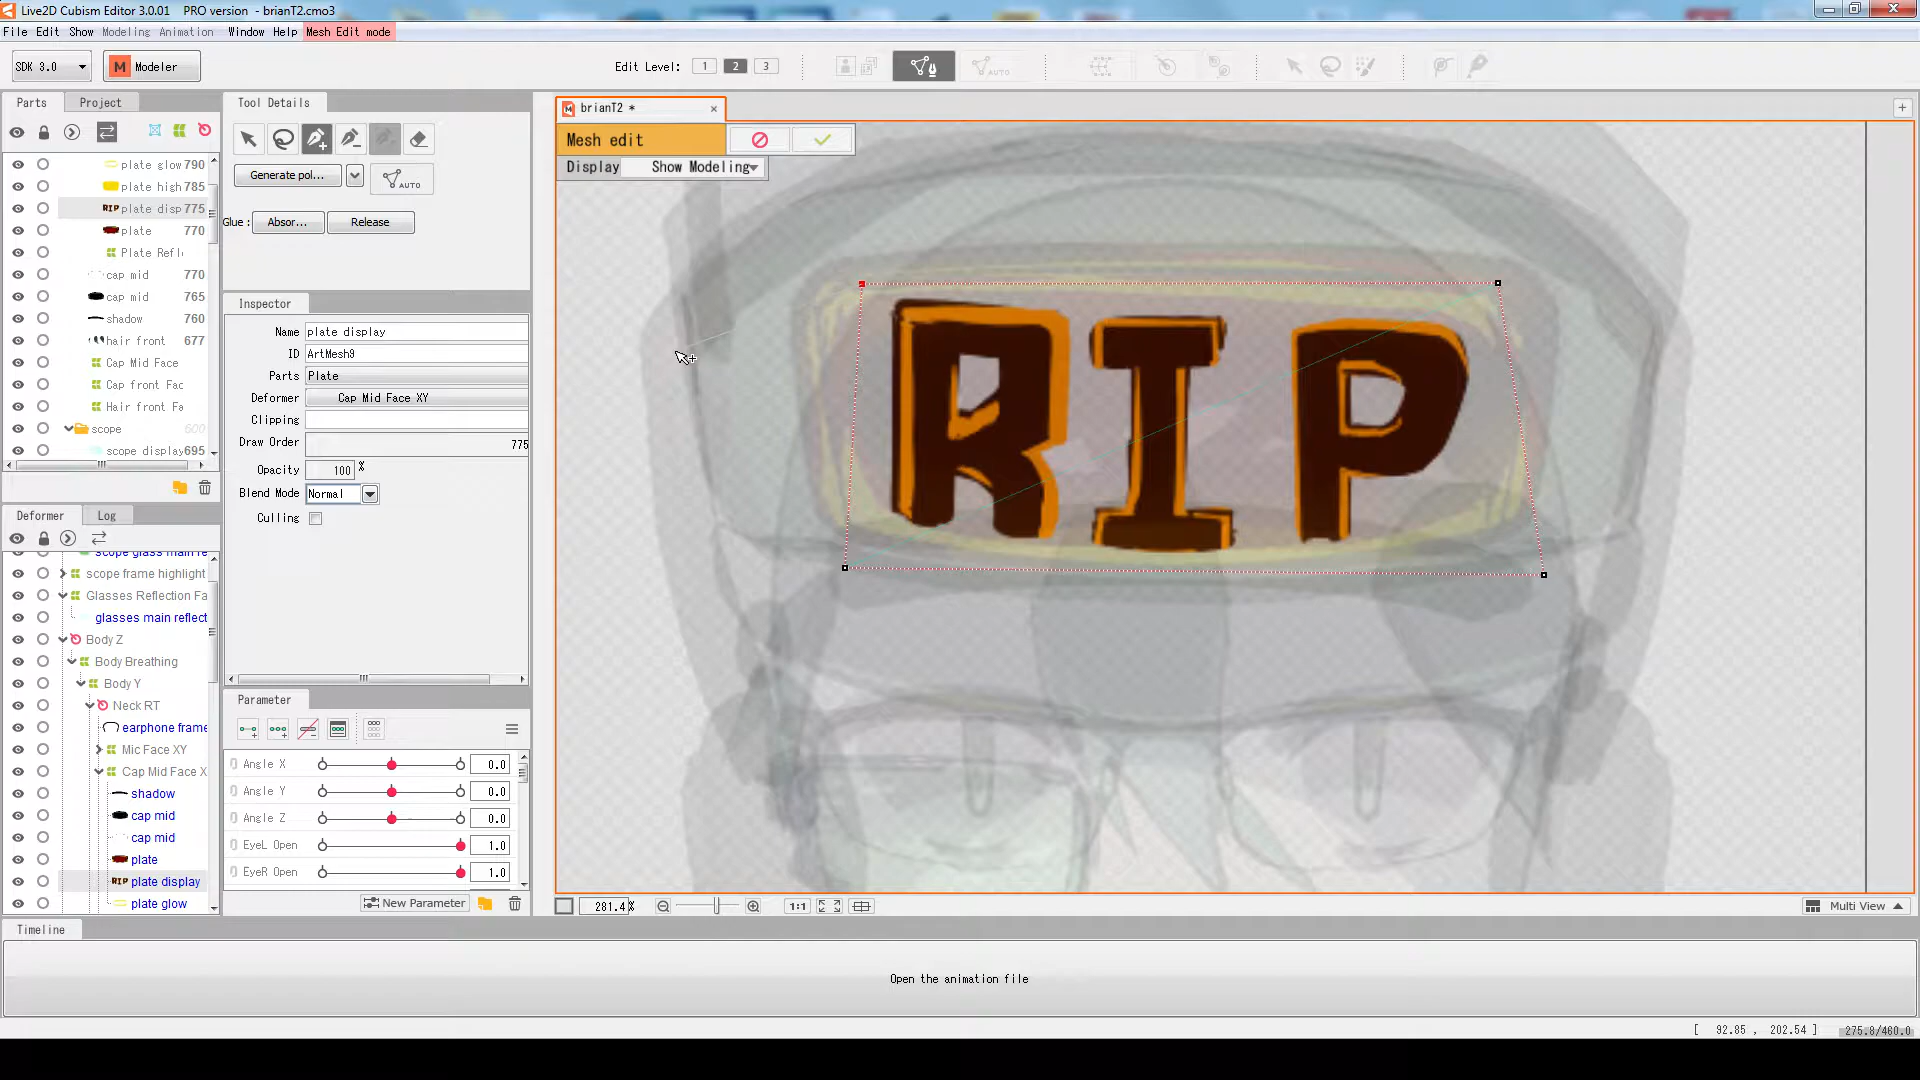 Live2D Cubism Editor 3.0.01 PRO version - brianT2.cmo3
File Edit Show Modeling Animation Window Help Mesh Edit mode
SDK 3.0
M Modeler
Edit Level: 1 2 3
AUTO
Parts Project
plate glow 790
plate high 785
RIP plate disp 775
plate 770
Plate Refl
cap mid 770
cap mid 765
shadow 760
hair front 677
Cap Mid Face
Cap front Fac
Hair front Fa
scope 600
scope display 695
Deformer Log
scope glass main re
scope frame highlight
Glasses Reflection Fa
glasses main reflect
Body Z
Body Breathing
Body Y
Neck RT
earphone frame
Mic Face XY
Cap Mid Face X
shadow
cap mid
cap mid
plate
RIP plate display
plate glow
Tool Details
Generate pol...
AUTO
Glue : Absor... Release
Inspector
Name plate display
ID ArtMesh9
Parts Plate
Deformer Cap Mid Face XY
Clipping
Draw Order 775
Opacity 100 %
Blend Mode Normal
Culling
Parameter
Angle X 0.0
Angle Y 0.0
Angle Z 0.0
EyeL Open 1.0
EyeR Open 1.0
New Parameter
brianT2 *
Mesh edit
Display Show Modeling
RIP
281.4%
1:1
Multi View
Timeline
Open the animation file
[ 92.85 , 202.54 ] 275.8/460.0